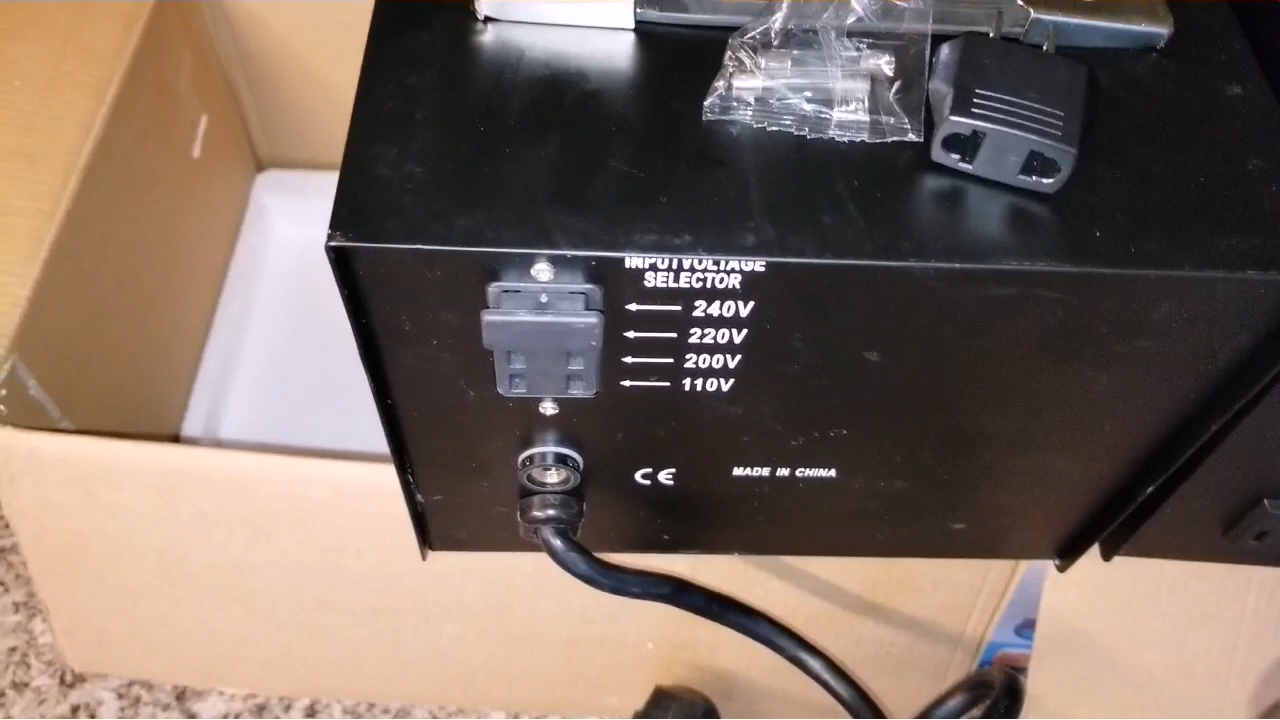 INPUTVOLTAGE
SELECTOR
240V
220V
200V
110V
CE
MADE IN CHINA